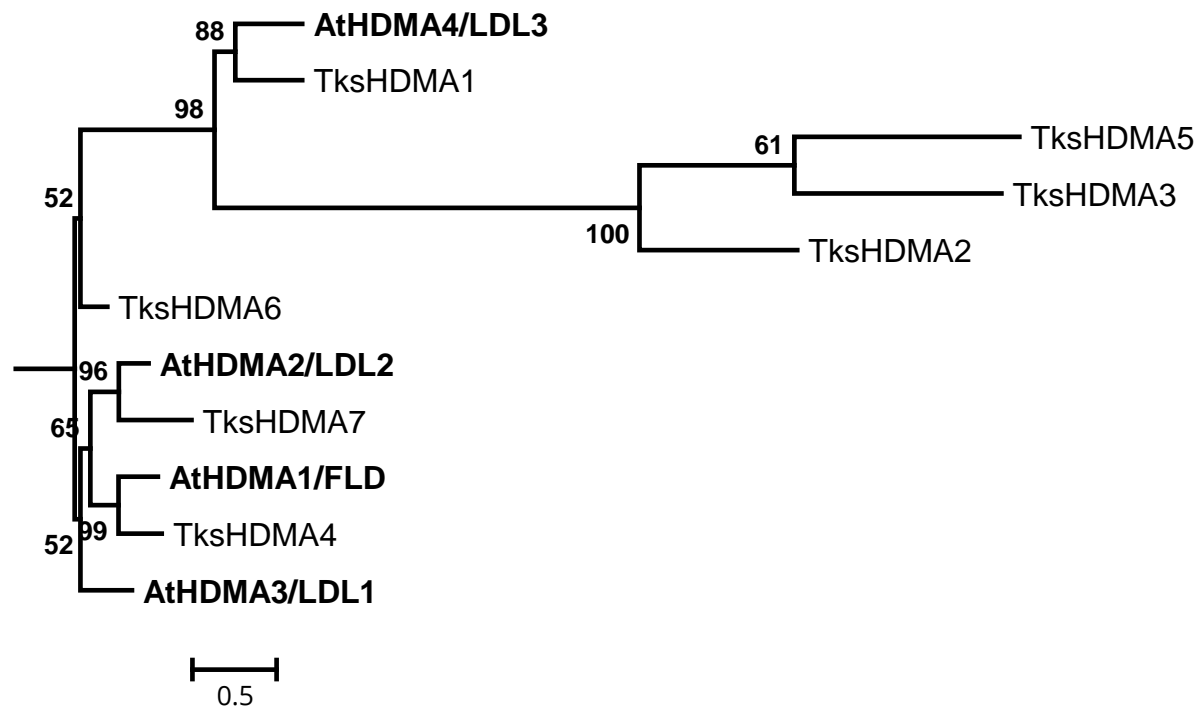 88
AtHDMA4/LDL3
TksHDMA1
98
61
TksHDMA5
TksHDMA3
52
100
TksHDMA2
TksHDMA6
96
AtHDMA2/LDL2
65
TksHDMA7
AtHDMA1/FLD
99
TksHDMA4
52
AtHDMA3/LDL1
0.5